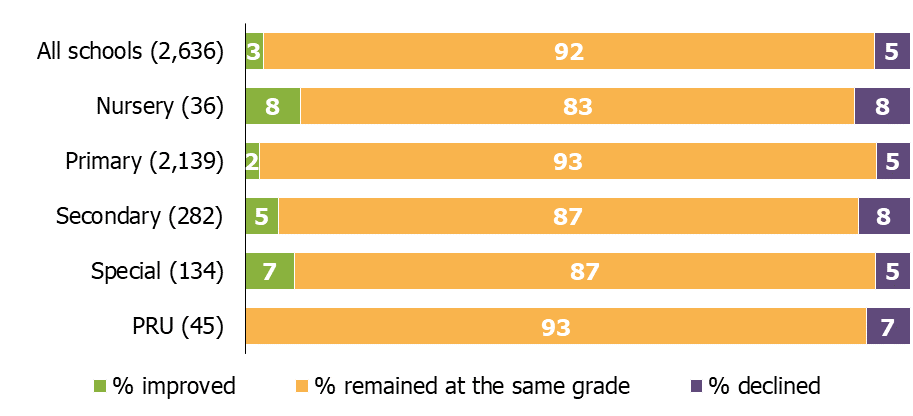 All schools (2,636) 3 92 5
Nursery (36) 8 83 8
Primary (2,139) 2 93 5
Secondary (282) 5 87 8
Special (134) 7 87 5
PRU (45) 93 7
% improved % remained at the same grade % declined